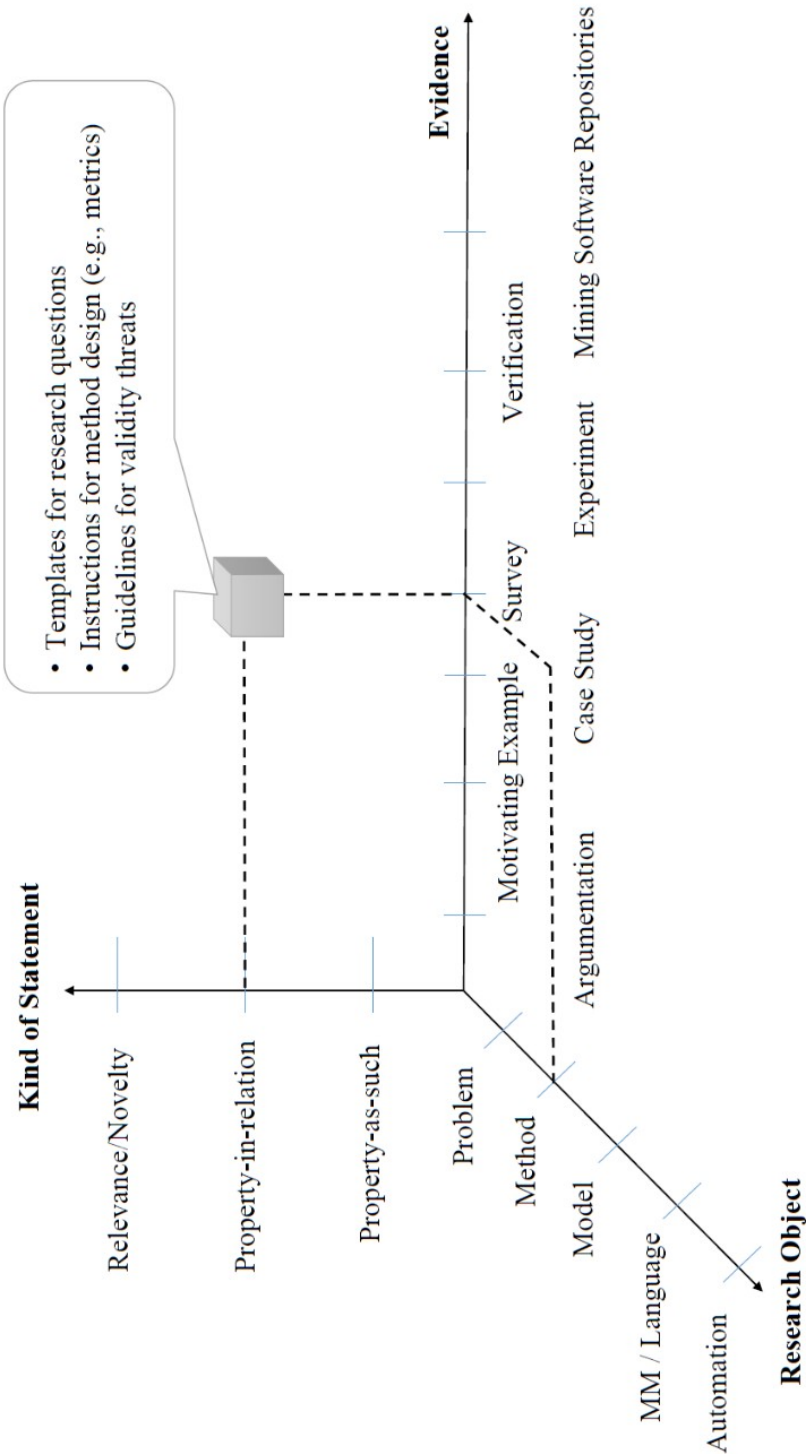 • Templates for research questions
• Instructions for method design (e.g., metrics)
• Guidelines for validity threats
Kind of Statement
Relevance/Novelty
Property-in-relation
Property-as-such
Evidence
Motivating Example
Survey
Verification
Argumentation
Case Study
Experiment
Mining Software Repositories
Problem
Method
Model
MM / Language
Automation
Research Object